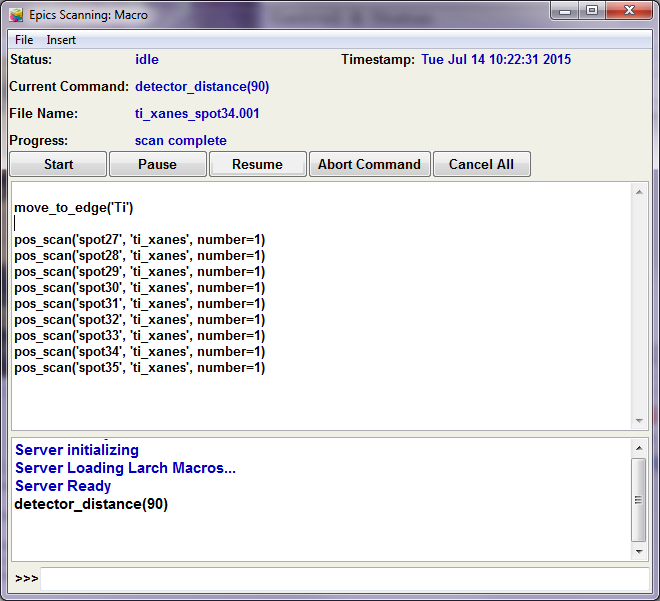 Epics Scanning: Macro
File Insert
Status: idle Timestamp: Tue Jul 14 10:22:31 2015
Current Command: detector_distance(90)
File Name: ti_xanes_spot34.001
Progress: scan complete
Start Pause Resume Abort Command Cancel All
move_to_edge('Ti')
pos_scan('spot27', 'ti_xanes', number=1)
pos_scan('spot28', 'ti_xanes', number=1)
pos_scan('spot29', 'ti_xanes', number=1)
pos_scan('spot30', 'ti_xanes', number=1)
pos_scan('spot31', 'ti_xanes', number=1)
pos_scan('spot32', 'ti_xanes', number=1)
pos_scan('spot33', 'ti_xanes', number=1)
pos_scan('spot34', 'ti_xanes', number=1)
pos_scan('spot35', 'ti_xanes', number=1)
Server initializing
Server Loading Larch Macros...
Server Ready
detector_distance(90)
>>>